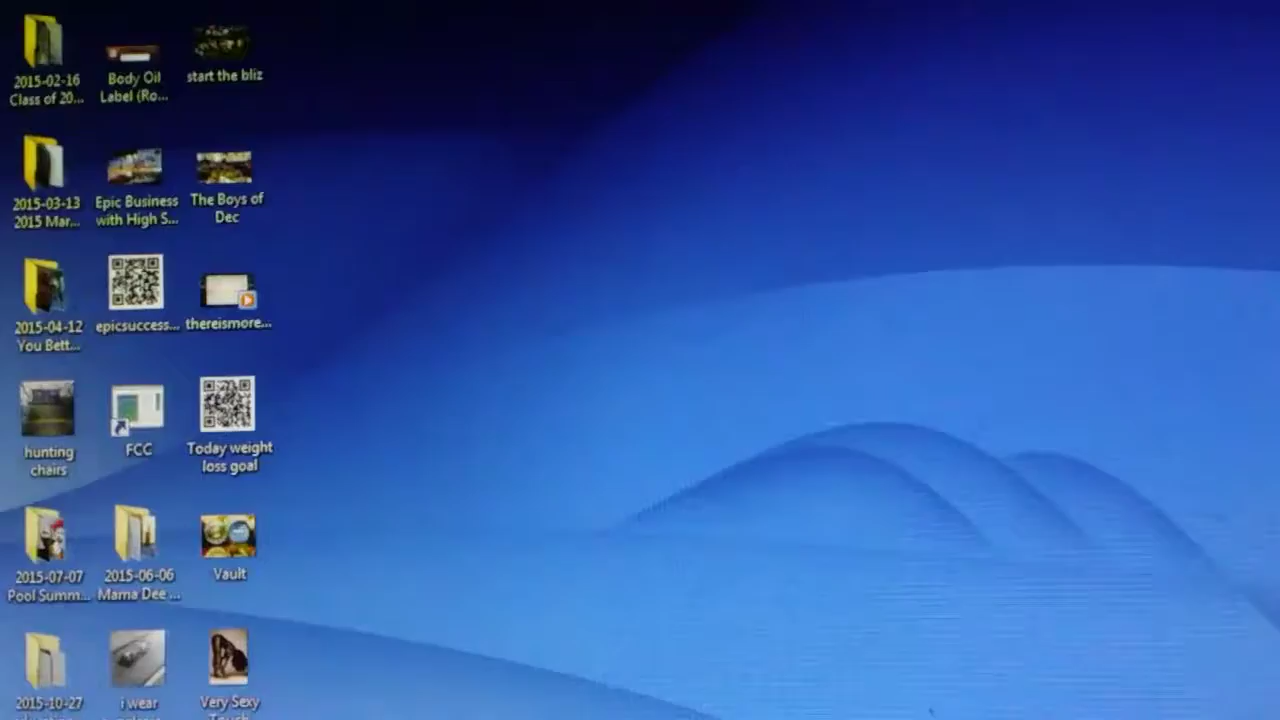 2015-02-16
Class of 20...
Body Oil
Label (Ro...
start the bliz
2015-03-13
2015 Mar...
Epic Business
with High S...
The Boys of
Dec
2015-04-12
You Bett...
epicsuccess...
thereismore...
hunting
chairs
FCC
Today weight
loss goal
2015-07-07
Pool Summ...
2015-06-06
Mama Dee ...
Vault
2015-10-27
i wear
Very Sexy
Touch